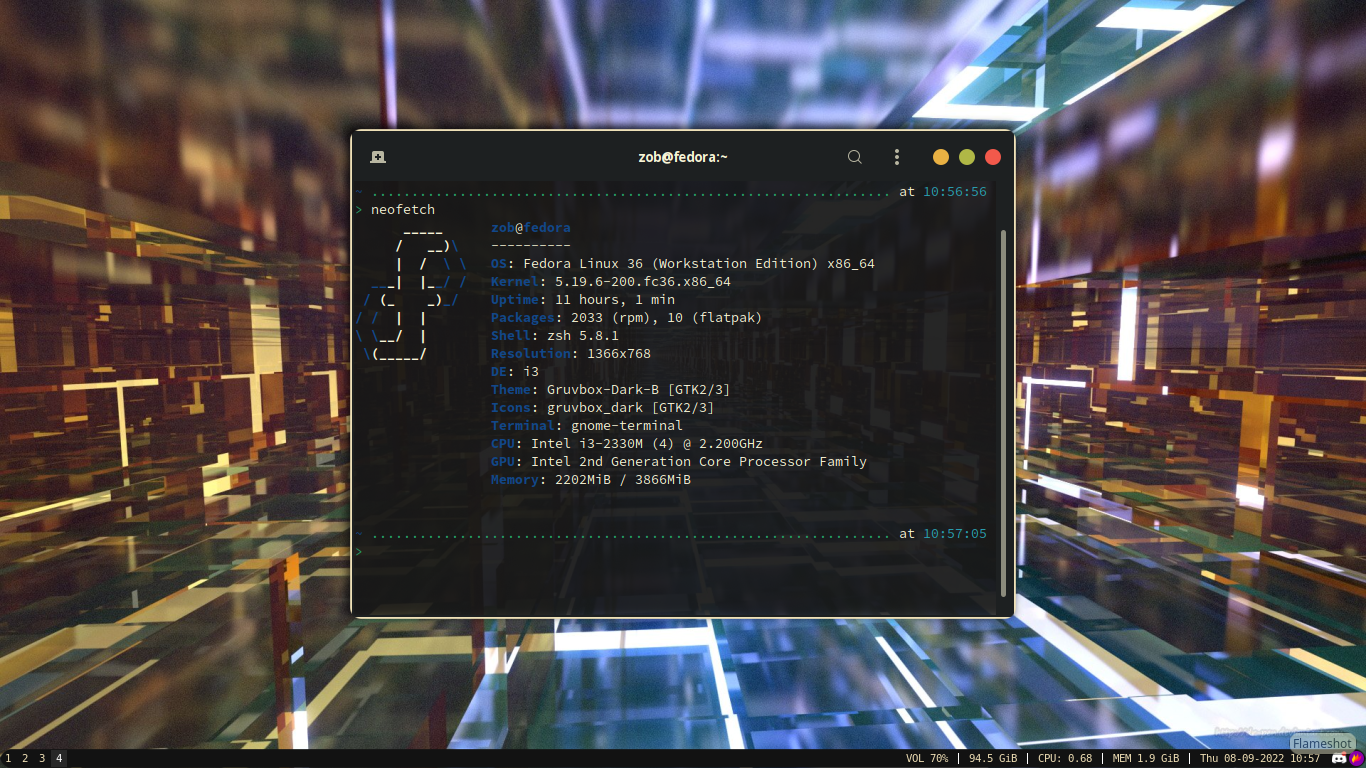 zob@fedora:~
at 10:56:56
> neofetch
zob@fedora
----------
OS: Fedora Linux 36 (Workstation Edition) x86_64
Kernel: 5.19.6-200.fc36.x86_64
Uptime: 11 hours, 1 min
Packages: 2033 (rpm), 10 (flatpak)
Shell: zsh 5.8.1
Resolution: 1366x768
DE: i3
Theme: Gruvbox-Dark-B [GTK2/3]
Icons: gruvbox_dark [GTK2/3]
Terminal: gnome-terminal
CPU: Intel i3-2330M (4) @ 2.200GHz
GPU: Intel 2nd Generation Core Processor Family
Memory: 2202MiB / 3866MiB
at 10:57:05
>
Flameshot
1 2 3 4 VOL 70% | 94.5 GiB | CPU: 0.68 | MEM 1.9 GiB | Thu 08-09-2022 10:57